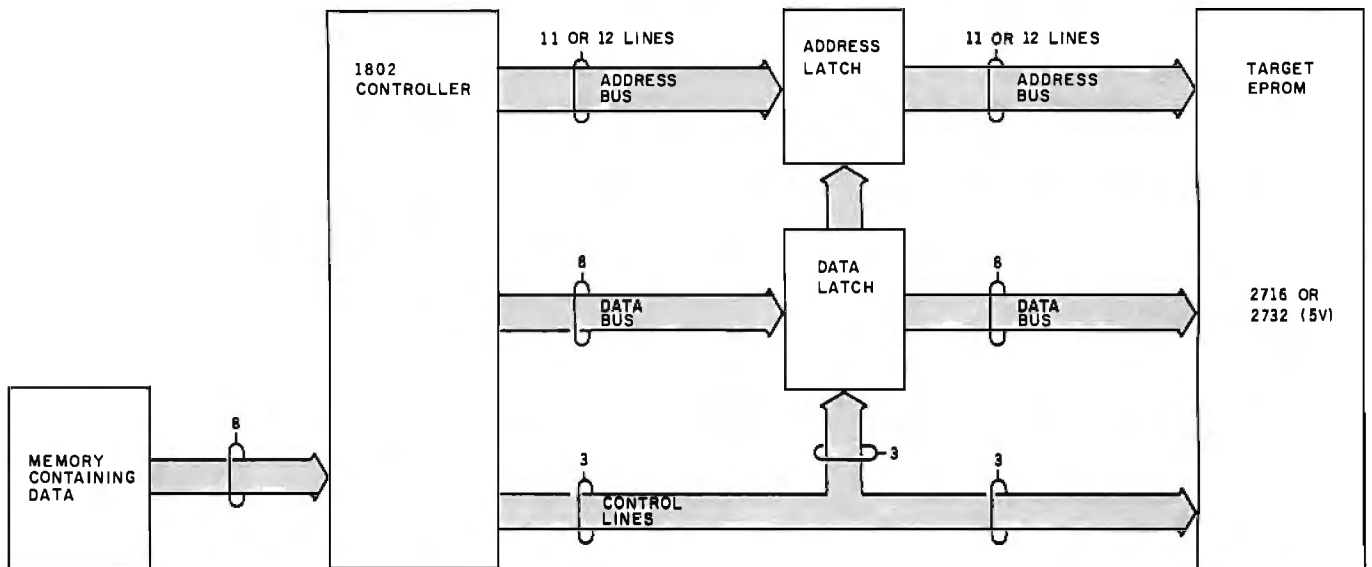 1802
CONTROLLER
11 OR 12 LINES
ADDRESS
BUS
ADDRESS
LATCH
11 OR 12 LINES
ADDRESS
BUS
TARGET
EPROM
8
DATA
BUS
DATA
LATCH
8
DATA
BUS
2716 OR
2732 (5V)
MEMORY
CONTAINING
DATA
8
3
CONTROL
LINES
3
3